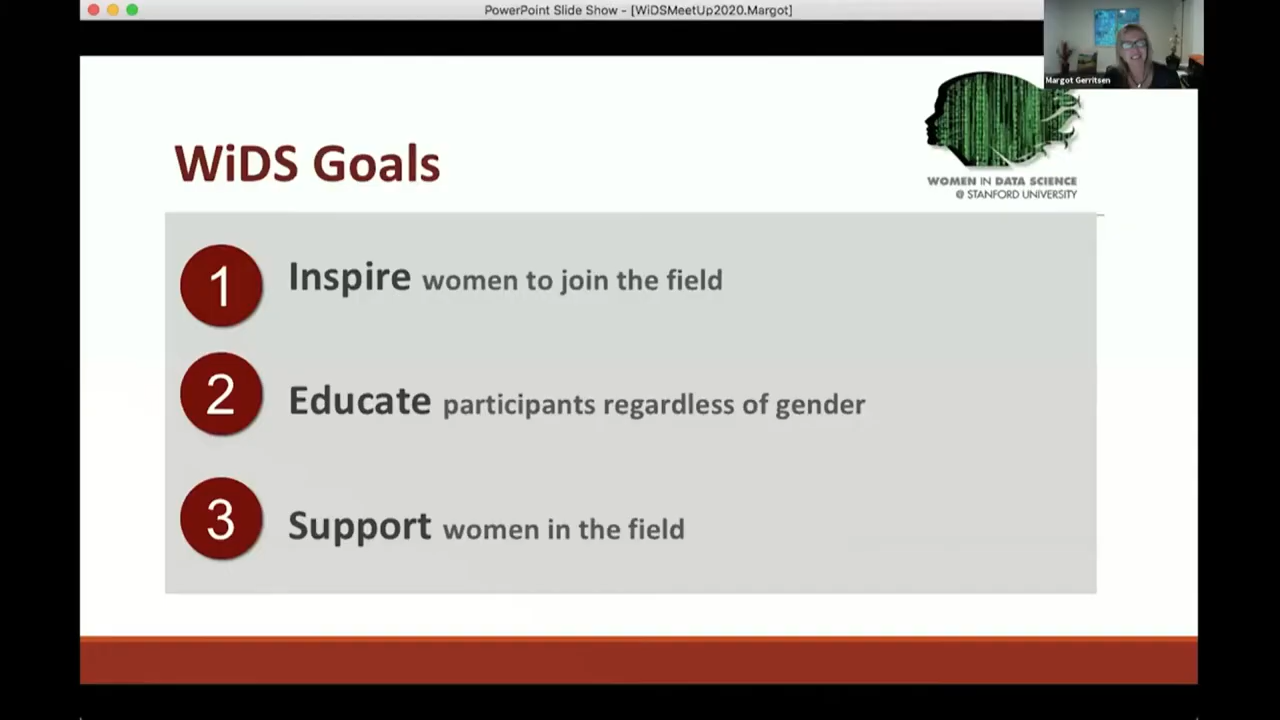 PowerPoint Slide Show - [WiDSMeetUp2020.Margot]
Margot Gerritsen
WOMEN IN DATA SCIENCE
@ STANFORD UNIVERSITY
WiDS Goals
1 Inspire women to join the field
2 Educate participants regardless of gender
3 Support women in the field